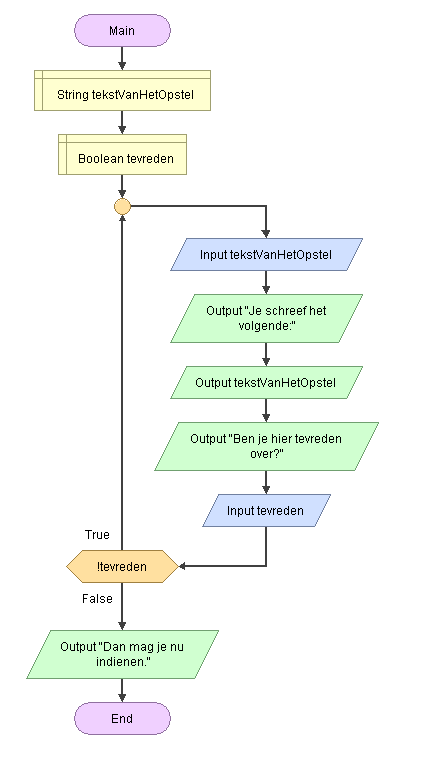 Main
String tekstVanHetOpstel
Boolean tevreden
Input tekstVanHetOpstel
Output "Je schreef het
volgende:"
Output tekstVanHetOpstel
Output "Ben je hier tevreden
over?"
Input tevreden
True
!tevreden
False
Output "Dan mag je nu
indienen."
End